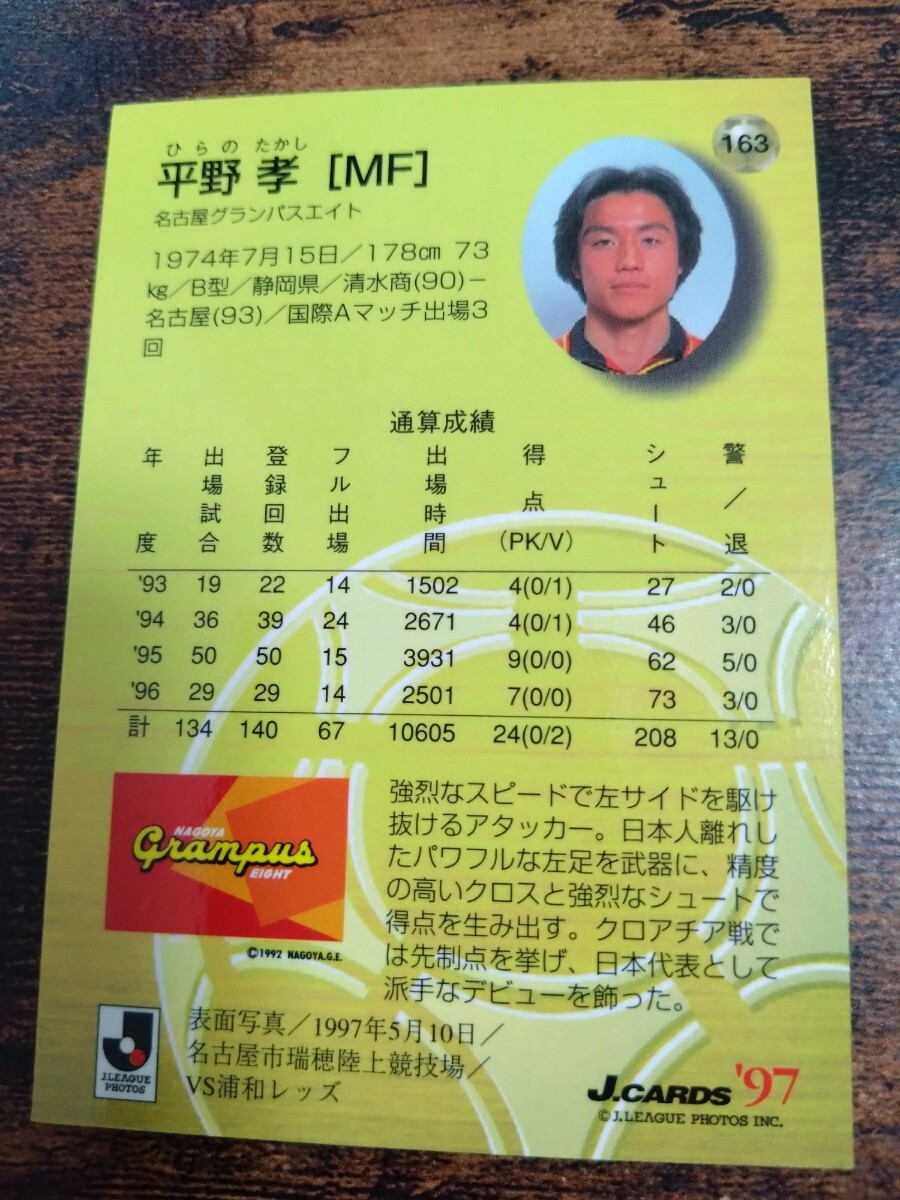 ひらの たかし
平野 孝 [MF]
163
名古屋グランパスエイト
1974年7月15日／178㎝ 73
㎏／B型／静岡県／清水商(90)－
名古屋(93)／国際Aマッチ出場3
回
通算成績
年度 出場試合 登録回数 フル出場 出場時間 得点(PK/V) シュート 警／退
'93 19 22 14 1502 4(0/1) 27 2/0
'94 36 39 24 2671 4(0/1) 46 3/0
'95 50 50 15 3931 9(0/0) 62 5/0
'96 29 29 14 2501 7(0/0) 73 3/0
計 134 140 67 10605 24(0/2) 208 13/0
NAGOYA
Grampus
EIGHT
©1992 NAGOYA.G.E.
強烈なスピードで左サイドを駆け
抜けるアタッカー。日本人離れし
たパワフルな左足を武器に、精度
の高いクロスと強烈なシュートで
得点を生み出す。クロアチア戦で
は先制点を挙げ、日本代表として
派手なデビューを飾った。
J.LEAGUE
PHOTOS
表面写真／1997年5月10日／
名古屋市瑞穂陸上競技場／
VS浦和レッズ
J.CARDS '97
©J.LEAGUE PHOTOS INC.